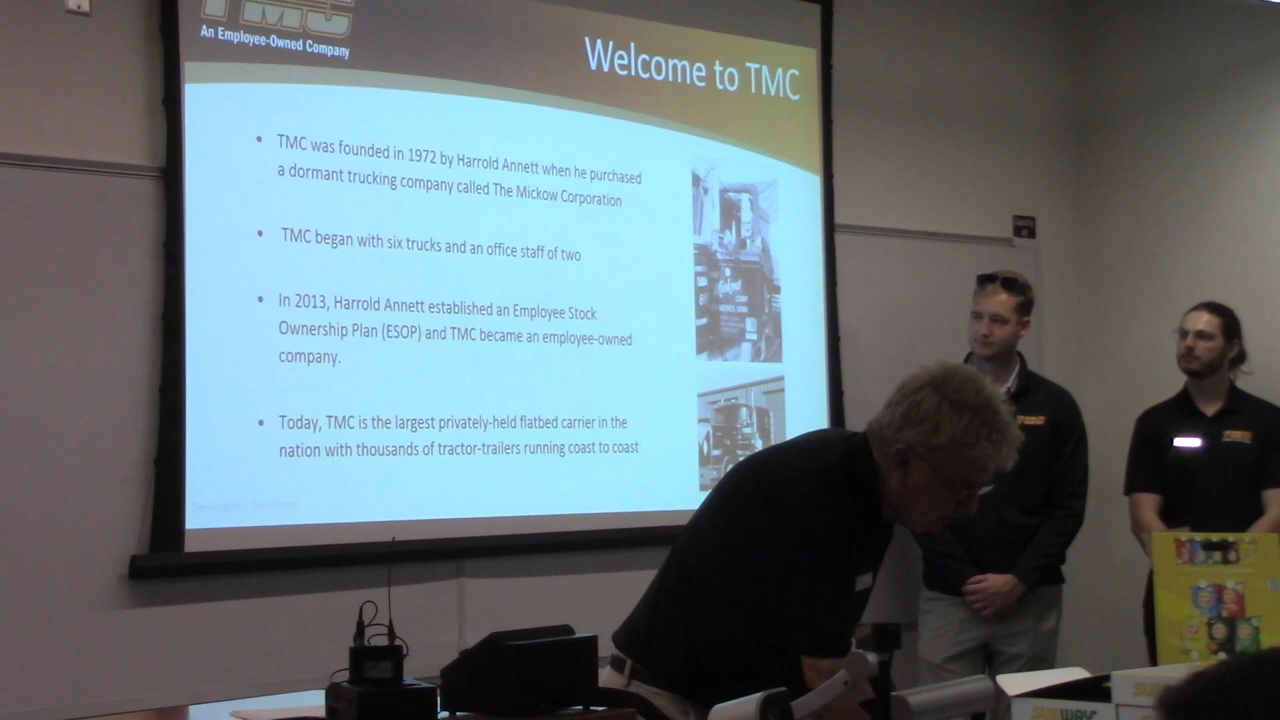 TMC
An Employee-Owned Company
Welcome to TMC
• TMC was founded in 1972 by Harrold Annett when he purchased
a dormant trucking company called The Mickow Corporation
• TMC began with six trucks and an office staff of two
• In 2013, Harrold Annett established an Employee Stock
Ownership Plan (ESOP) and TMC became an employee-owned
company.
• Today, TMC is the largest privately-held flatbed carrier in the
nation with thousands of tractor-trailers running coast to coast
SUBWAY